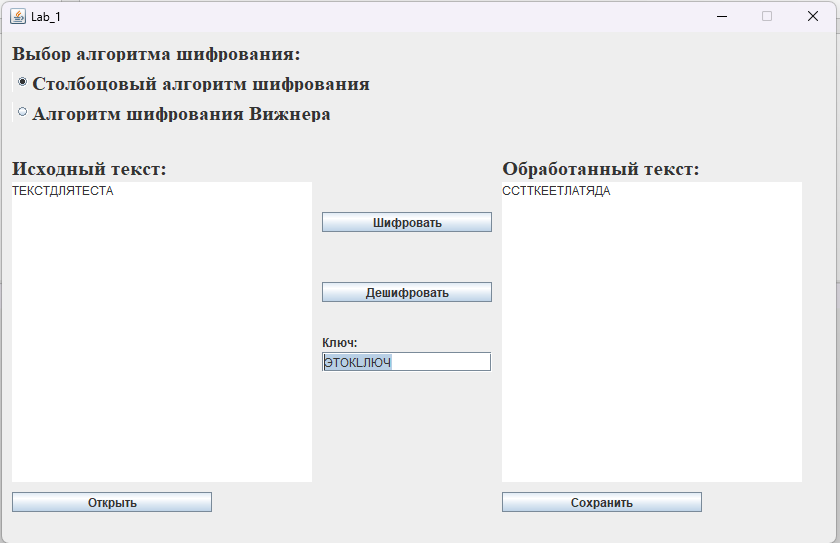 Lab_1
Выбор алгоритма шифрования:
Столбцовый алгоритм шифрования
Алгоритм шифрования Вижнера
Исходный текст:
Обработанный текст:
ТЕКСТДЛЯТЕСТА
ССТТКЕЕТЛАТЯДА
Шифровать
Дешифровать
Ключ:
ЭТОКLЛЮЧ
Открыть
Сохранить